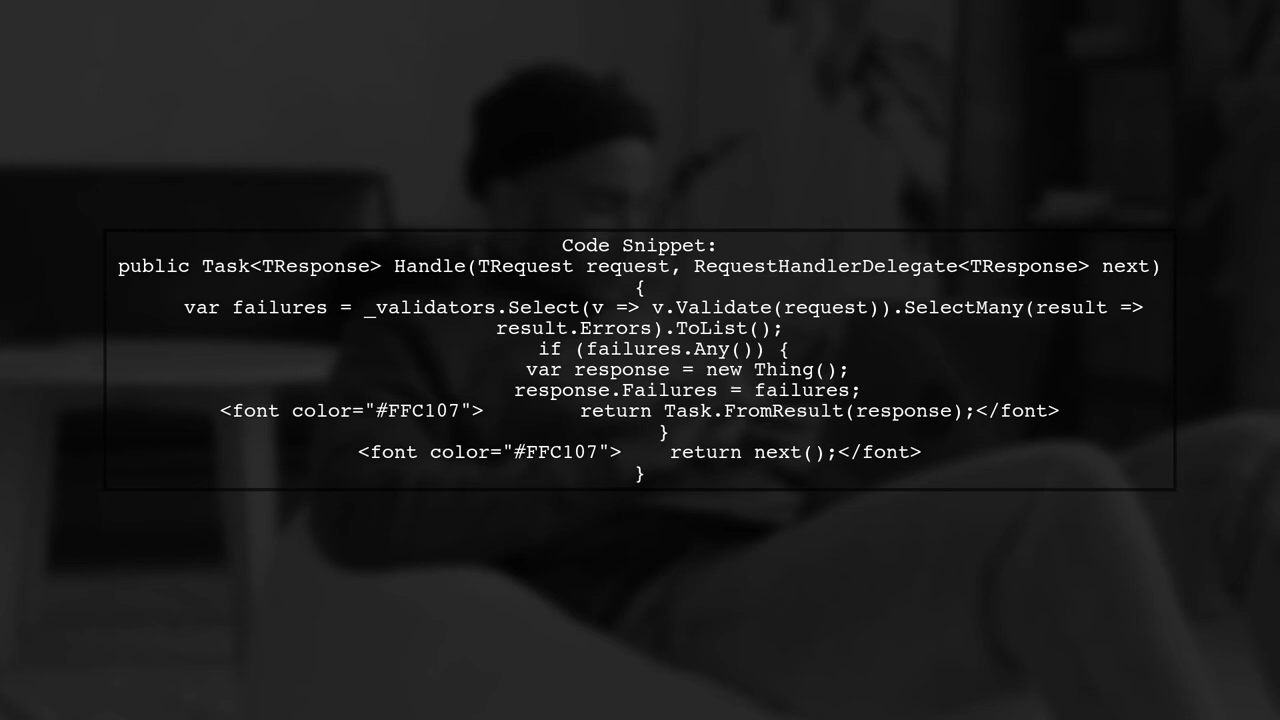 Code Snippet:
public Task<TResponse> Handle(TRequest request, RequestHandlerDelegate<TResponse> next)
{
var failures = _validators.Select(v => v.Validate(request)).SelectMany(result =>
result.Errors).ToList();
if (failures.Any()) {
var response = new Thing();
response.Failures = failures;
<font color="#FFC107">        return Task.FromResult(response);</font>
}
<font color="#FFC107">    return next();</font>
}